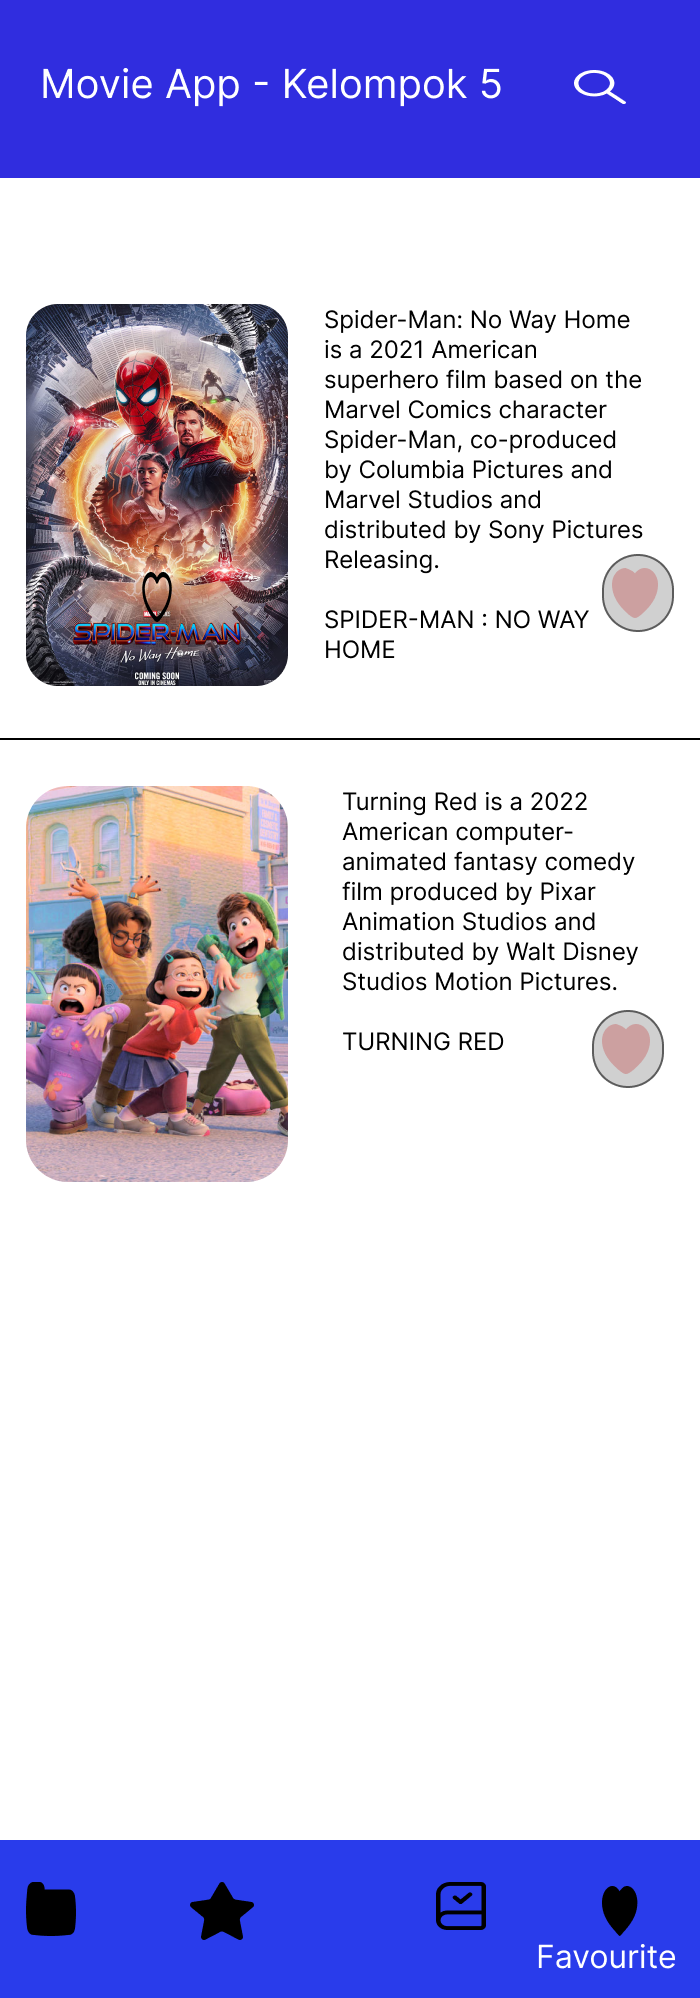 Movie App - Kelompok 5
Spider-Man: No Way Home
is a 2021 American
superhero film based on the
Marvel Comics character
Spider-Man, co-produced
by Columbia Pictures and
Marvel Studios and
distributed by Sony Pictures
Releasing.
SPIDER-MAN : NO WAY
HOME
SPIDER-MAN
No Way Home
COMING SOON
ONLY IN CINEMAS
Turning Red is a 2022
American computer-
animated fantasy comedy
film produced by Pixar
Animation Studios and
distributed by Walt Disney
Studios Motion Pictures.
TURNING RED
Favourite